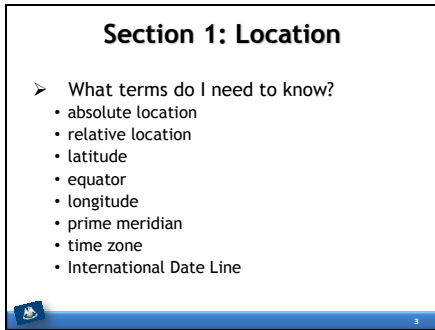 Section 1: Location
➢ What terms do I need to know?
• absolute location
• relative location
• latitude
• equator
• longitude
• prime meridian
• time zone
• International Date Line
3